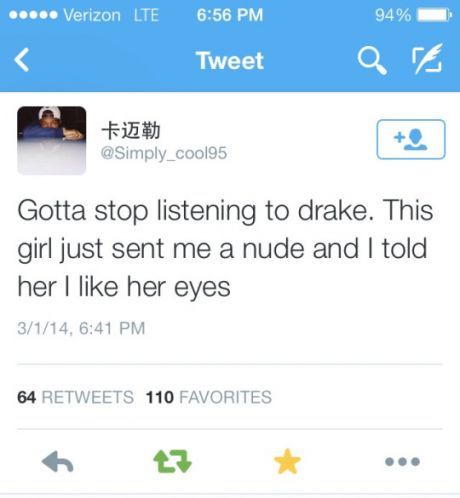 Verizon LTE 6:56 PM 94%
Tweet
卡迈勒
@Simply_cool95
Gotta stop listening to drake. This
girl just sent me a nude and I told
her I like her eyes
3/1/14, 6:41 PM
64 RETWEETS 110 FAVORITES